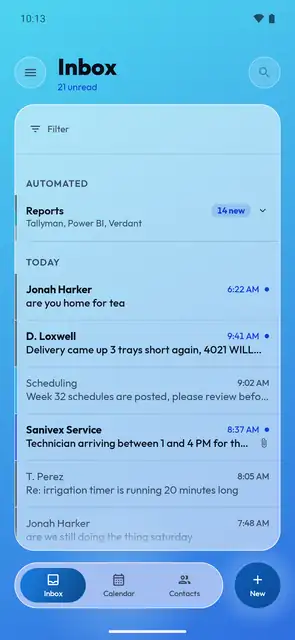 10:13
Inbox
21 unread
Filter
AUTOMATED
Reports
14 new
Tallyman, Power BI, Verdant
TODAY
Jonah Harker
6:22 AM
are you home for tea
D. Loxwell
9:41 AM
Delivery came up 3 trays short again, 4021 WILL...
Scheduling
9:02 AM
Week 32 schedules are posted, please review befo...
Sanivex Service
8:37 AM
Technician arriving between 1 and 4 PM for th...
T. Perez
8:05 AM
Re: irrigation timer is running 20 minutes long
Jonah Harker
7:48 AM
are we still doing the thing saturday
Inbox
Calendar
Contacts
New